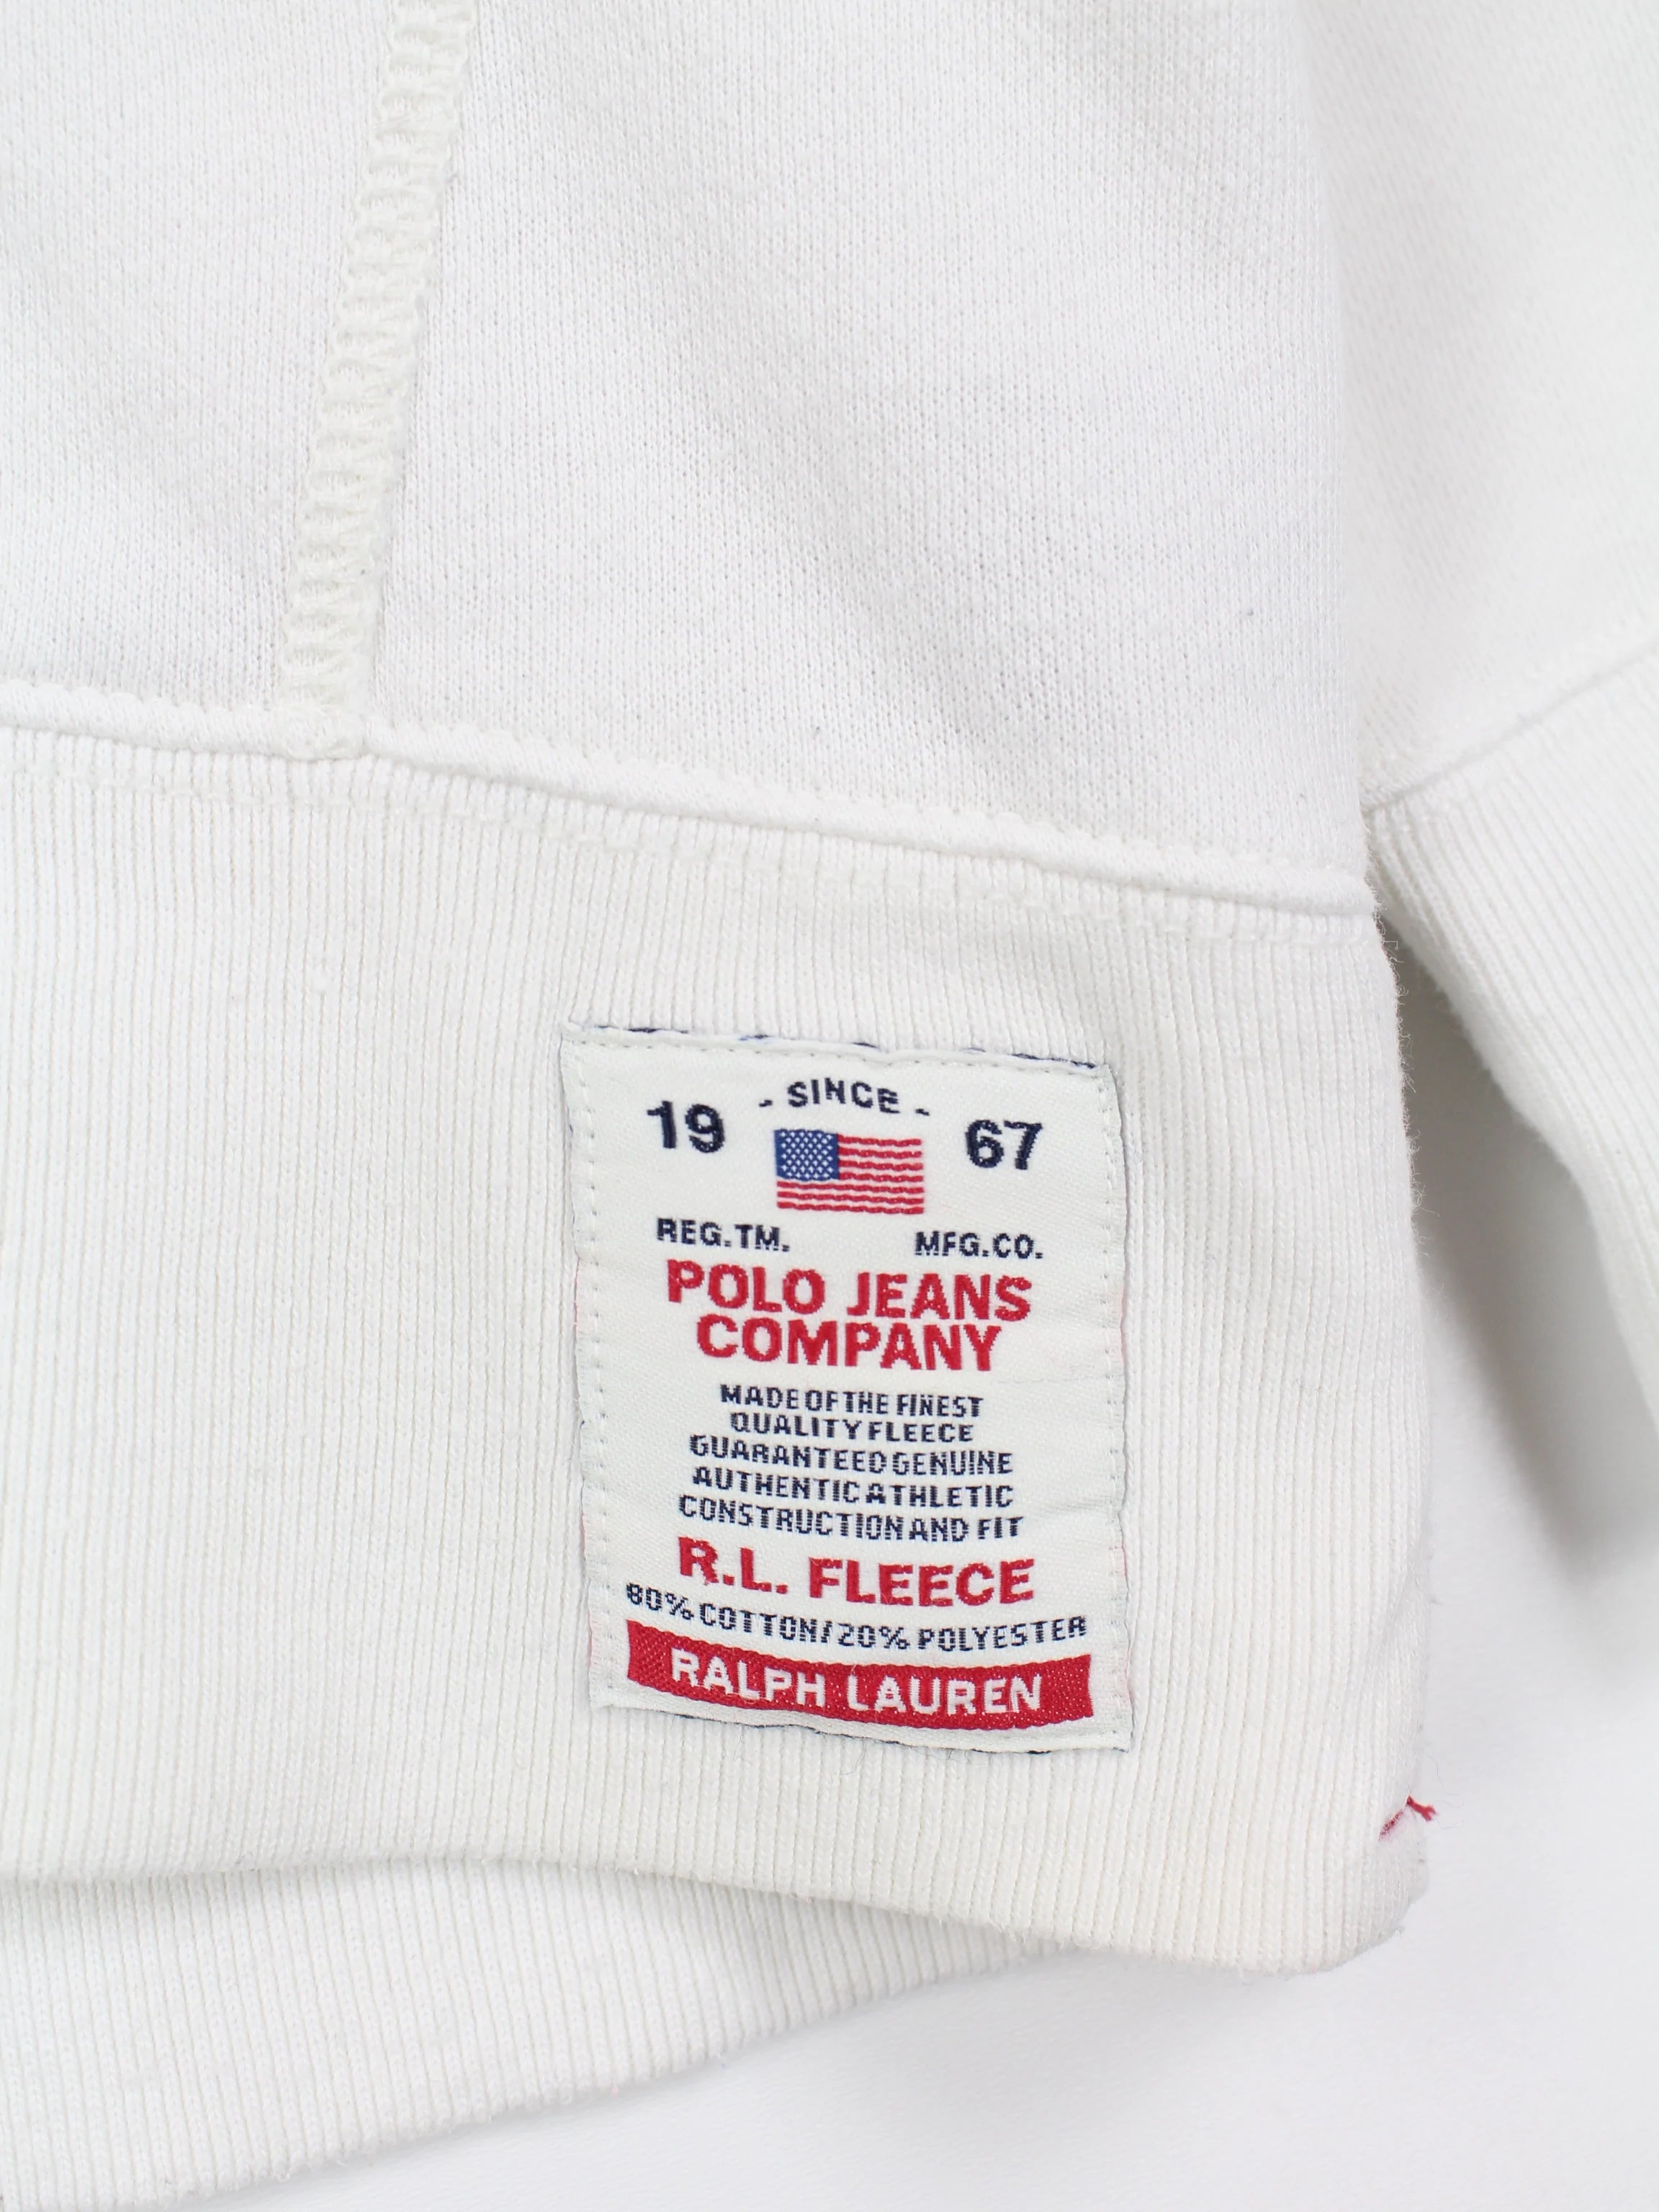 - SINCE -
19 67
REG.TM. MFG.CO.
POLO JEANS
COMPANY
MADE OF THE FINEST
QUALITY FLEECE
GUARANTEED GENUINE
AUTHENTIC ATHLETIC
CONSTRUCTION AND FIT
R.L. FLEECE
80% COTTON/20% POLYESTER
RALPH LAUREN